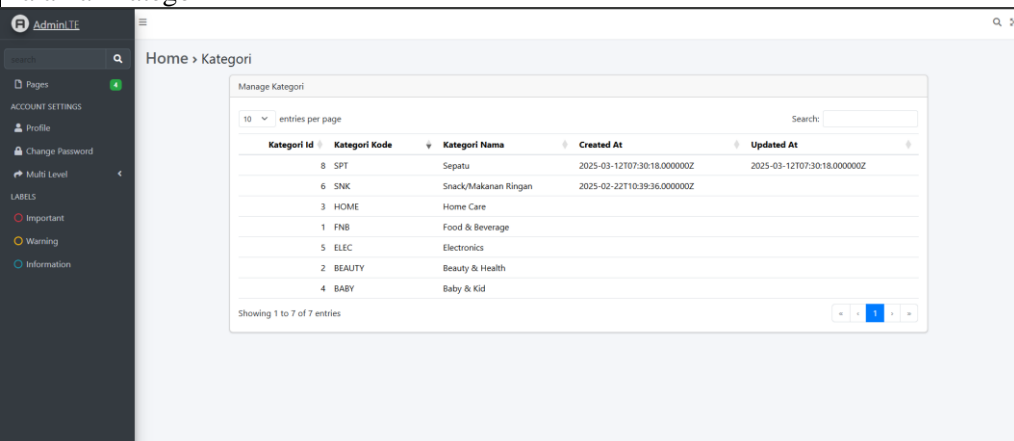 AdminLTE
search
Home › Kategori
Pages 4
Manage Kategori
ACCOUNT SETTINGS
10 entries per page Search:
Profile
Kategori Id Kategori Kode Kategori Nama Created At Updated At
Change Password
8 SPT Sepatu 2025-03-12T07:30:18.000000Z 2025-03-12T07:30:18.000000Z
Multi Level
6 SNK Snack/Makanan Ringan 2025-02-22T10:39:36.000000Z
LABELS
3 HOME Home Care
Important
1 FNB Food & Beverage
Warning
5 ELEC Electronics
Information
2 BEAUTY Beauty & Health
4 BABY Baby & Kid
Showing 1 to 7 of 7 entries « ‹ 1 › »